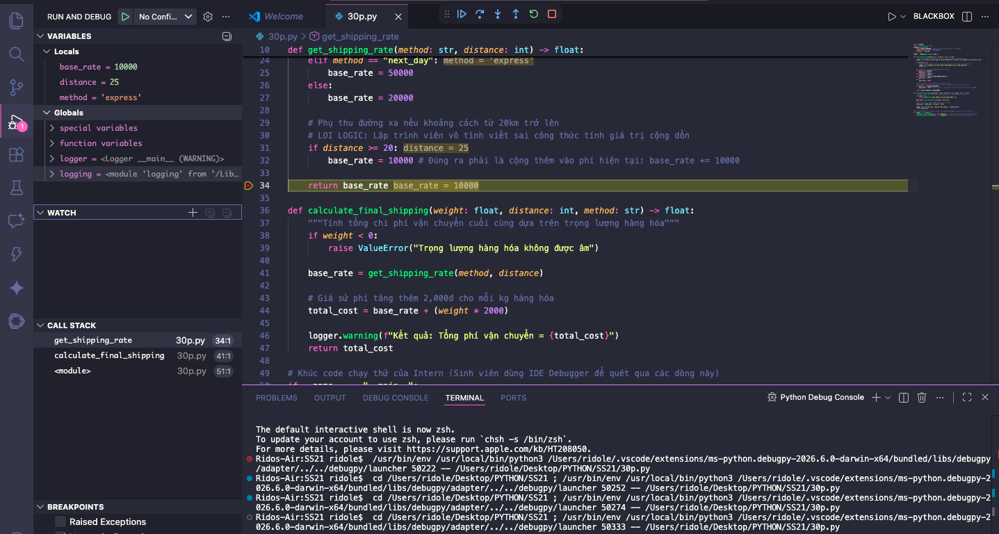 RUN AND DEBUG
No Confi...
VARIABLES
Locals
base_rate = 10000
distance = 25
method = 'express'
Globals
special variables
function variables
logger = <Logger __main__ (WARNING)>
logging = <module 'logging' from '/Lib...
WATCH
CALL STACK
get_shipping_rate 30p.py 34:1
calculate_final_shipping 30p.py 41:1
<module> 30p.py 51:1
BREAKPOINTS
Raised Exceptions
1
Welcome
30p.py
BLACKBOX
30p.py > get_shipping_rate
10 def get_shipping_rate(method: str, distance: int) -> float:
24 elif method == "next_day": method = 'express'
25 base_rate = 50000
26 else:
27 base_rate = 20000
28
29 # Phụ thu đường xa nếu khoảng cách từ 20km trở lên
30 # LOI LOGIC: Lập trình viên vô tình viết sai công thức tính giá trị cộng dồn
31 if distance >= 20: distance = 25
32 base_rate = 10000 # Đúng ra phải là cộng thêm vào phí hiện tại: base_rate += 10000
33
34 return base_rate base_rate = 10000
35
36 def calculate_final_shipping(weight: float, distance: int, method: str) -> float:
37 """Tính tổng chi phí vận chuyển cuối cùng dựa trên trọng lượng hàng hóa"""
38 if weight < 0:
39 raise ValueError("Trọng lượng hàng hóa không được âm")
40
41 base_rate = get_shipping_rate(method, distance)
42
43 # Giả sử phí tăng thêm 2,000đ cho mỗi kg hàng hóa
44 total_cost = base_rate + (weight * 2000)
45
46 logger.warning(f"Kết quả: Tổng phí vận chuyển = {total_cost}")
47 return total_cost
48
49 # Khúc code chạy thử của Intern (Sinh viên dùng IDE Debugger để quét qua các dòng này)
PROBLEMS
OUTPUT
DEBUG CONSOLE
TERMINAL
PORTS
Python Debug Console
The default interactive shell is now zsh.
To update your account to use zsh, please run `chsh -s /bin/zsh`.
For more details, please visit https://support.apple.com/kb/HT208050.
Ridos-Air:SS21 ridole$ /usr/bin/env /usr/local/bin/python3 /Users/ridole/.vscode/extensions/ms-python.debugpy-2026.6.0-darwin-x64/bundled/libs/debugpy
/adapter/../../debugpy/launcher 50222 -- /Users/ridole/Desktop/PYTHON/SS21/30p.py
Ridos-Air:SS21 ridole$ cd /Users/ridole/Desktop/PYTHON/SS21 ; /usr/bin/env /usr/local/bin/python3 /Users/ridole/.vscode/extensions/ms-python.debugpy-2
026.6.0-darwin-x64/bundled/libs/debugpy/adapter/../../debugpy/launcher 50252 -- /Users/ridole/Desktop/PYTHON/SS21/30p.py
Ridos-Air:SS21 ridole$ cd /Users/ridole/Desktop/PYTHON/SS21 ; /usr/bin/env /usr/local/bin/python3 /Users/ridole/.vscode/extensions/ms-python.debugpy-2
026.6.0-darwin-x64/bundled/libs/debugpy/adapter/../../debugpy/launcher 50274 -- /Users/ridole/Desktop/PYTHON/SS21/30p.py
Ridos-Air:SS21 ridole$ cd /Users/ridole/Desktop/PYTHON/SS21 ; /usr/bin/env /usr/local/bin/python3 /Users/ridole/.vscode/extensions/ms-python.debugpy-2
026.6.0-darwin-x64/bundled/libs/debugpy/adapter/../../debugpy/launcher 50333 -- /Users/ridole/Desktop/PYTHON/SS21/30p.py